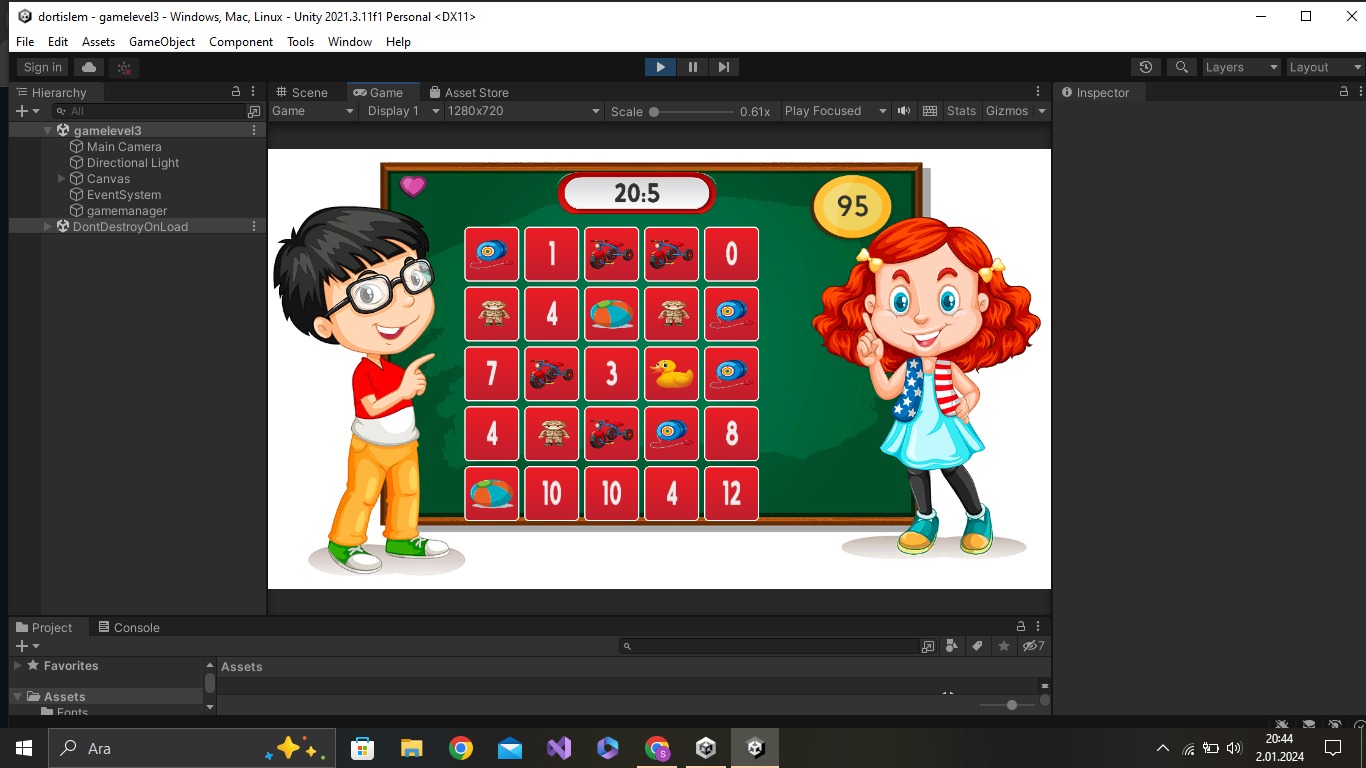 dortislem - gamelevel3 - Windows, Mac, Linux - Unity 2021.3.11f1 Personal <DX11>
File Edit Assets GameObject Component Tools Window Help
Sign in Layers Layout
Hierarchy Scene Game Asset Store Inspector
All Game Display 1 1280x720 Scale 0.61x Play Focused Stats Gizmos
gamelevel3
Main Camera
Directional Light
Canvas
EventSystem
gamemanager
DontDestroyOnLoad
20:5
95
1 0
4
7 3
4 8
10 10 4 12
Project Console
7
Favorites
Assets
Assets
Fonts
Ara
S
20:44
2.01.2024